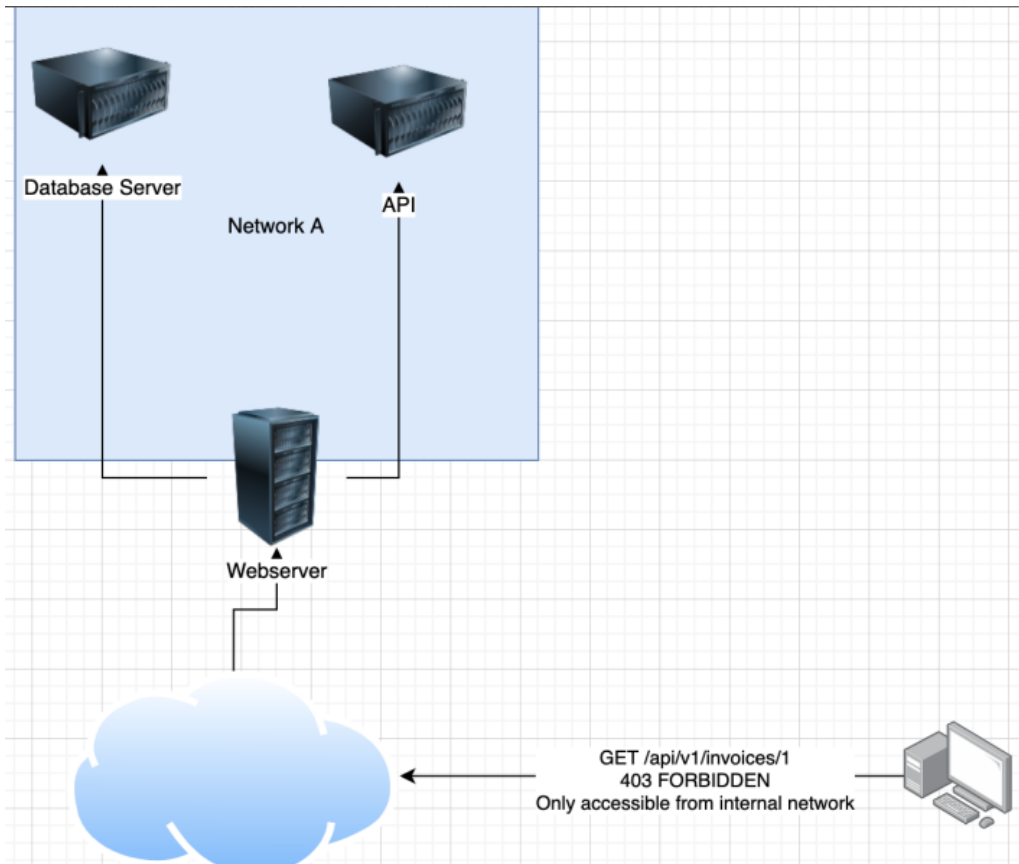 Database Server
API
Network A
Webserver
GET /api/v1/invoices/1
403 FORBIDDEN
Only accessible from internal network